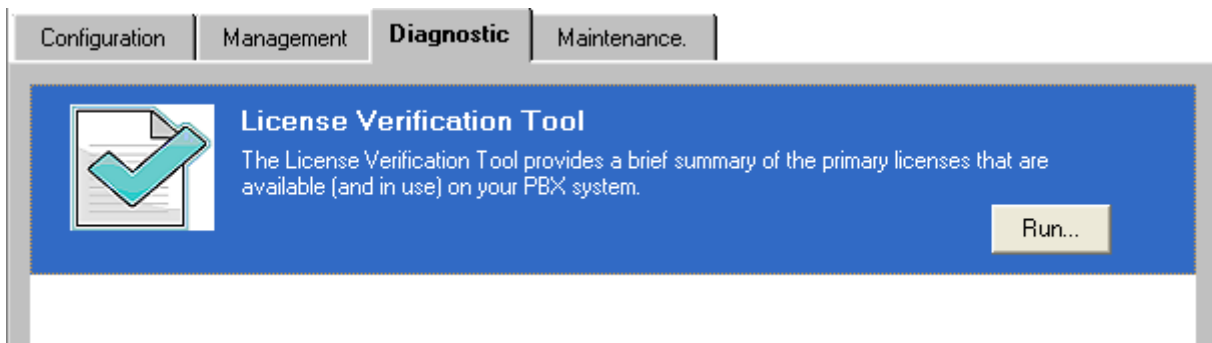 Configuration Management Diagnostic Maintenance.
License Verification Tool
The License Verification Tool provides a brief summary of the primary licenses that are
available (and in use) on your PBX system.
Run...